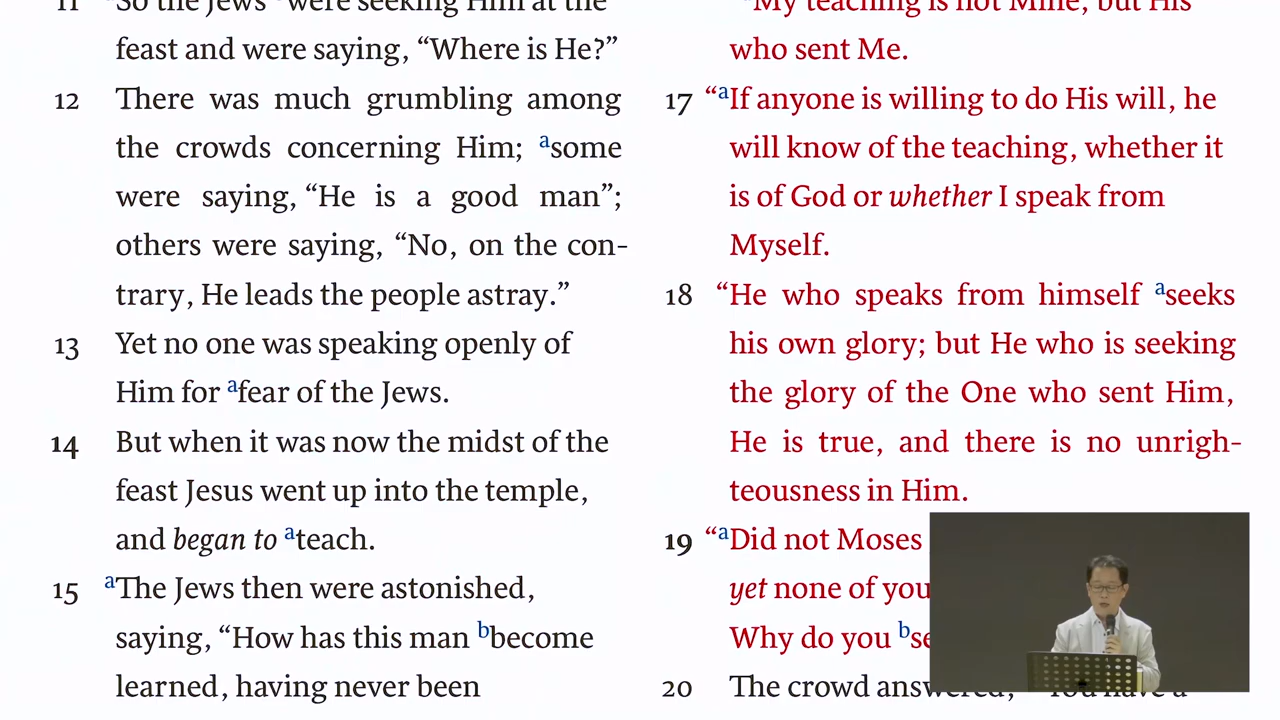 11 So the Jews were seeking Him at the
feast and were saying, “Where is He?”
12 There was much grumbling among
the crowds concerning Him; ᵃsome
were saying, “He is a good man”;
others were saying, “No, on the con-
trary, He leads the people astray.”
13 Yet no one was speaking openly of
Him for ᵃfear of the Jews.
14 But when it was now the midst of the
feast Jesus went up into the temple,
and began to ᵃteach.
15 ᵃThe Jews then were astonished,
saying, “How has this man ᵇbecome
learned, having never been
“My teaching is not Mine, but His
who sent Me.
17 “ᵃIf anyone is willing to do His will, he
will know of the teaching, whether it
is of God or whether I speak from
Myself.
18 “He who speaks from himself ᵃseeks
his own glory; but He who is seeking
the glory of the One who sent Him,
He is true, and there is no unrigh-
teousness in Him.
19 “ᵃDid not Moses
yet none of you
Why do you
20 The crowd answered, “You have a